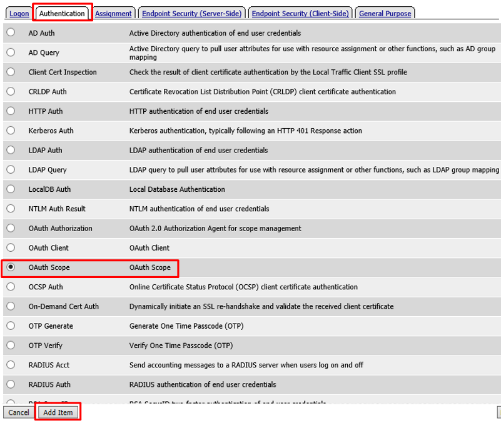 Logon Authentication Assignment Endpoint Security (Server-Side) Endpoint Security (Client-Side) General Purpose
AD Auth Active Directory authentication of end user credentials
AD Query Active Directory query to pull user attributes for use with resource assignment or other functions, such as AD group
mapping
Client Cert Inspection Check the result of client certificate authentication by the Local Traffic Client SSL profile
CRLDP Auth Certificate Revocation List Distribution Point (CRLDP) client certificate authentication
HTTP Auth HTTP authentication of end user credentials
Kerberos Auth Kerberos authentication, typically following an HTTP 401 Response action
LDAP Auth LDAP authentication of end user credentials
LDAP Query LDAP query to pull user attributes for use with resource assignment or other functions, such as LDAP group mapping
LocalDB Auth Local Database Authentication
NTLM Auth Result NTLM authentication of end user credentials
OAuth Authorization OAuth 2.0 Authorization Agent for scope management
OAuth Client OAuth Client
OAuth Scope OAuth Scope
OCSP Auth Online Certificate Status Protocol (OCSP) client certificate authentication
On-Demand Cert Auth Dynamically initiate an SSL re-handshake and validate the received client certificate
OTP Generate Generate One Time Passcode (OTP)
OTP Verify Verify One Time Passcode (OTP)
RADIUS Acct Send accounting messages to a RADIUS server when users log on and off
RADIUS Auth RADIUS authentication of end user credentials
Cancel Add Item